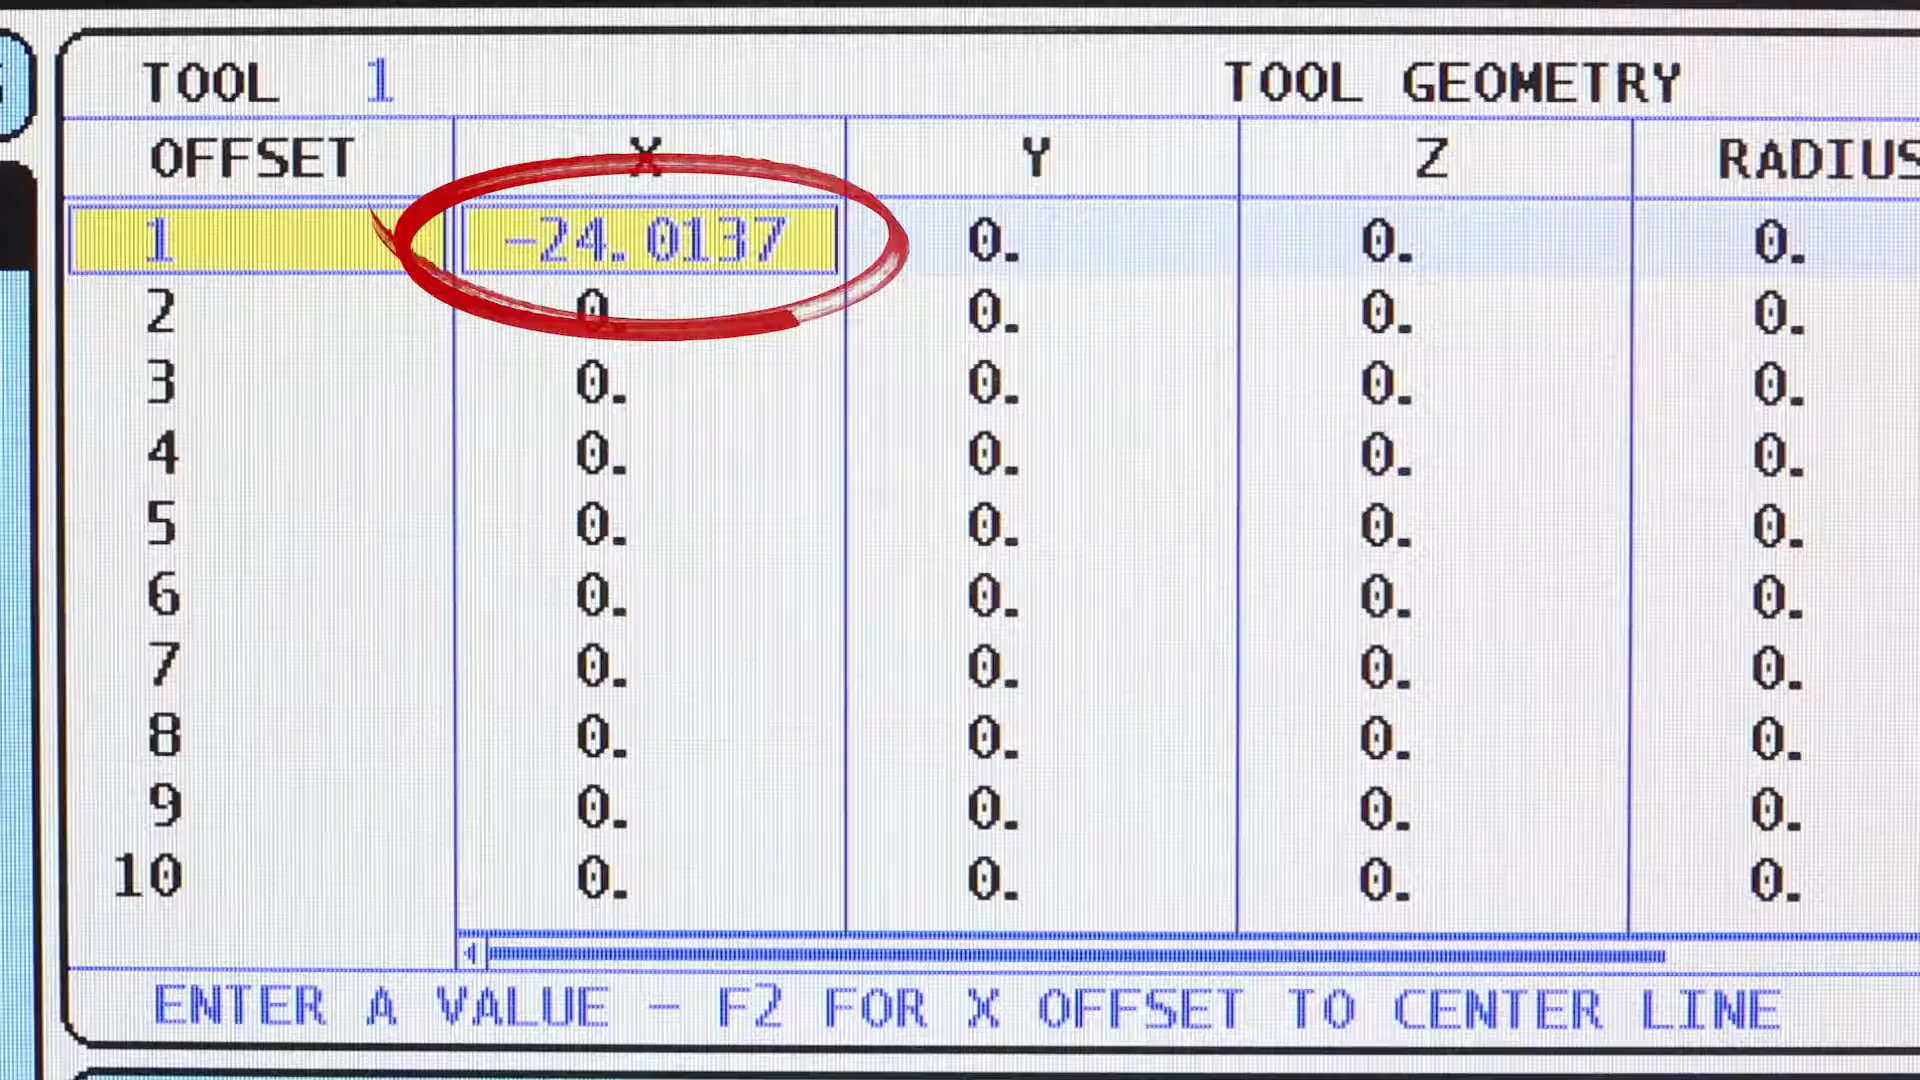 TOOL 1 TOOL GEOMETRY
OFFSET X Y Z RADIUS
1 -24.0137 0. 0. 0.
2 0. 0. 0. 0.
3 0. 0. 0. 0.
4 0. 0. 0. 0.
5 0. 0. 0. 0.
6 0. 0. 0. 0.
7 0. 0. 0. 0.
8 0. 0. 0. 0.
9 0. 0. 0. 0.
10 0. 0. 0. 0.
ENTER A VALUE - F2 FOR X OFFSET TO CENTER LINE